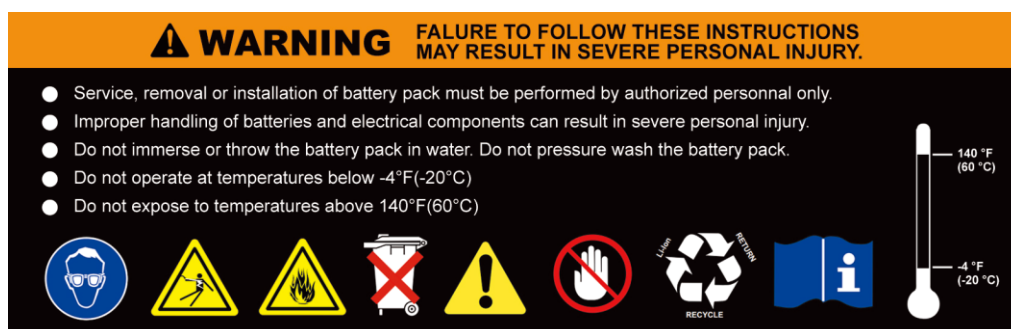 WARNING
FALURE TO FOLLOW THESE INSTRUCTIONS
MAY RESULT IN SEVERE PERSONAL INJURY.
Service, removal or installation of battery pack must be performed by authorized personnal only.
Improper handling of batteries and electrical components can result in severe personal injury.
Do not immerse or throw the battery pack in water. Do not pressure wash the battery pack.
Do not operate at temperatures below -4°F(-20°C)
Do not expose to temperatures above 140°F(60°C)
140 °F
(60 °C)
-4 °F
(-20 °C)
Li-Ion
RETURN
RECYCLE
i